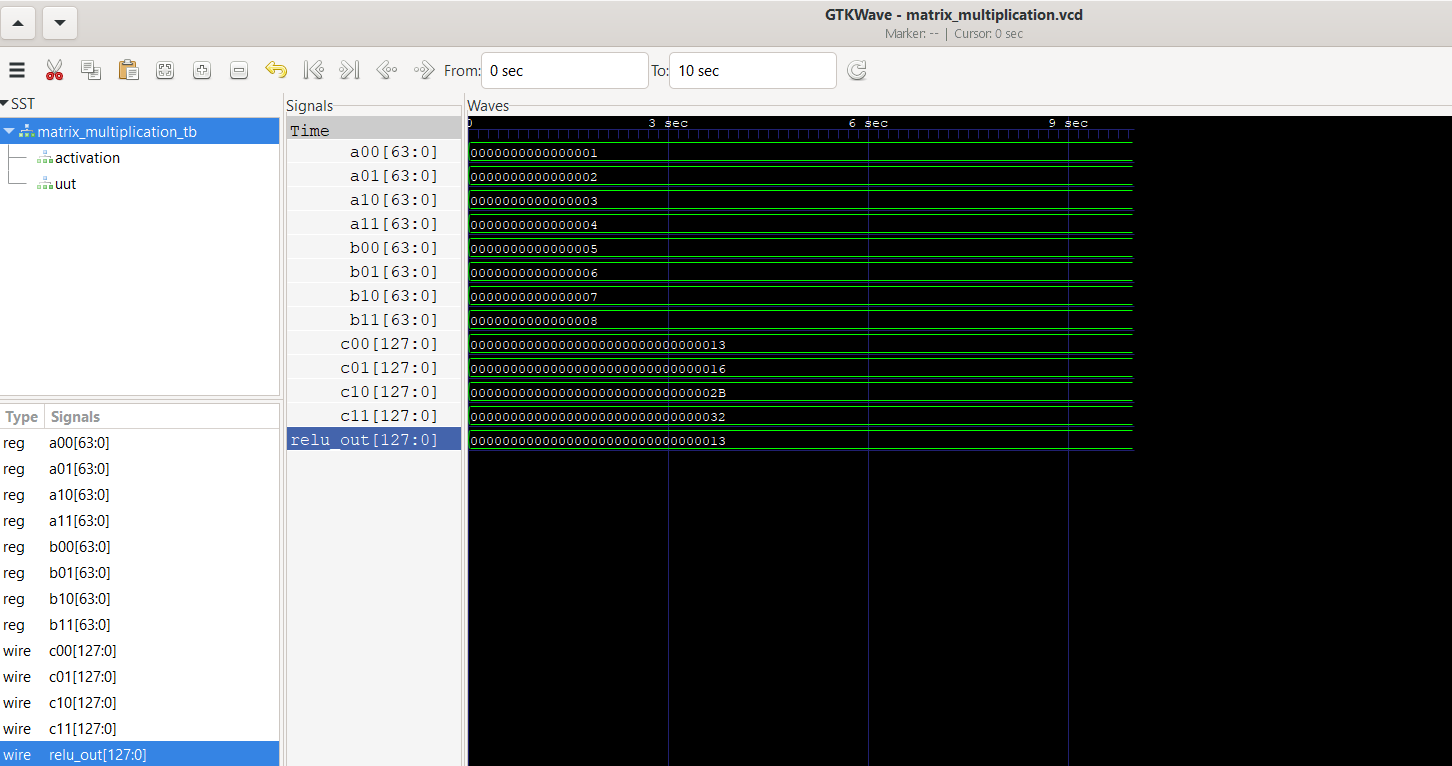 GTKWave - matrix_multiplication.vcd
Marker: -- | Cursor: 0 sec
From: 0 sec To: 10 sec
SST
matrix_multiplication_tb
activation
uut
Type Signals
reg a00[63:0]
reg a01[63:0]
reg a10[63:0]
reg a11[63:0]
reg b00[63:0]
reg b01[63:0]
reg b10[63:0]
reg b11[63:0]
wire c00[127:0]
wire c01[127:0]
wire c10[127:0]
wire c11[127:0]
wire relu_out[127:0]
Signals
Time
a00[63:0]
a01[63:0]
a10[63:0]
a11[63:0]
b00[63:0]
b01[63:0]
b10[63:0]
b11[63:0]
c00[127:0]
c01[127:0]
c10[127:0]
c11[127:0]
relu_out[127:0]
Waves
0 3 sec 6 sec 9 sec
0000000000000001
0000000000000002
0000000000000003
0000000000000004
0000000000000005
0000000000000006
0000000000000007
0000000000000008
00000000000000000000000000000013
00000000000000000000000000000016
0000000000000000000000000000002B
00000000000000000000000000000032
00000000000000000000000000000013